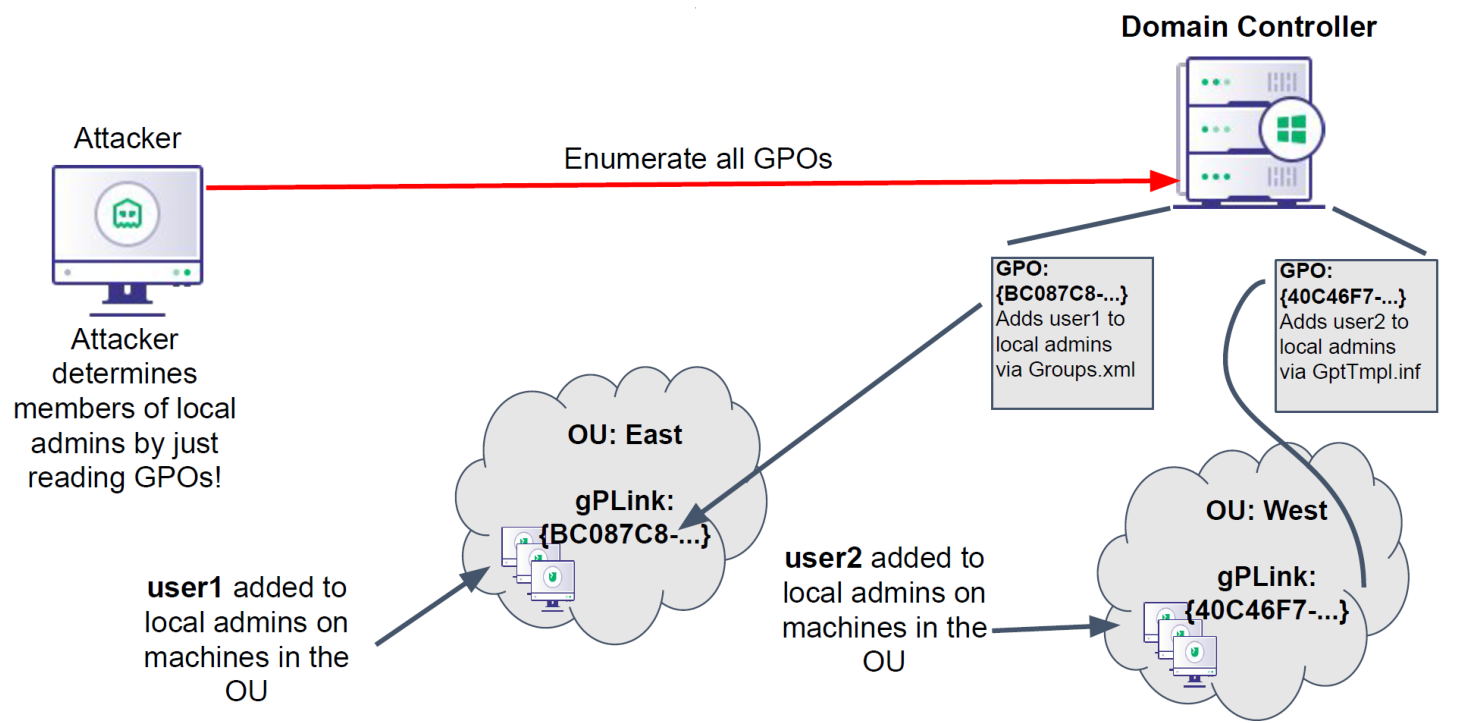 Domain Controller
Attacker
Enumerate all GPOs
Attacker
determines
members of local
admins by just
reading GPOs!
GPO:
{BC087C8-...}
Adds user1 to
local admins
via Groups.xml
GPO:
{40C46F7-...}
Adds user2 to
local admins
via GptTmpl.inf
OU: East
gPLink:
{BC087C8-...}
user1 added to
local admins on
machines in the
OU
OU: West
gPLink:
{40C46F7-...}
user2 added to
local admins on
machines in the
OU